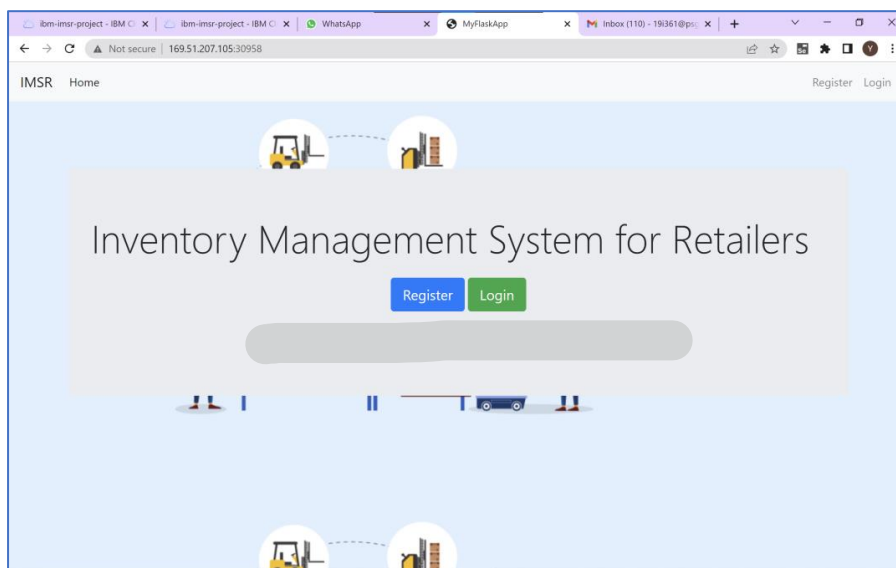 ibm-imsr-project - IBM Cl
ibm-imsr-project - IBM Cl
WhatsApp
MyFlaskApp
Inbox (110) - 19i361@psg
Not secure | 169.51.207.105:30958
IMSR Home Register Login
Inventory Management System for Retailers
Register Login